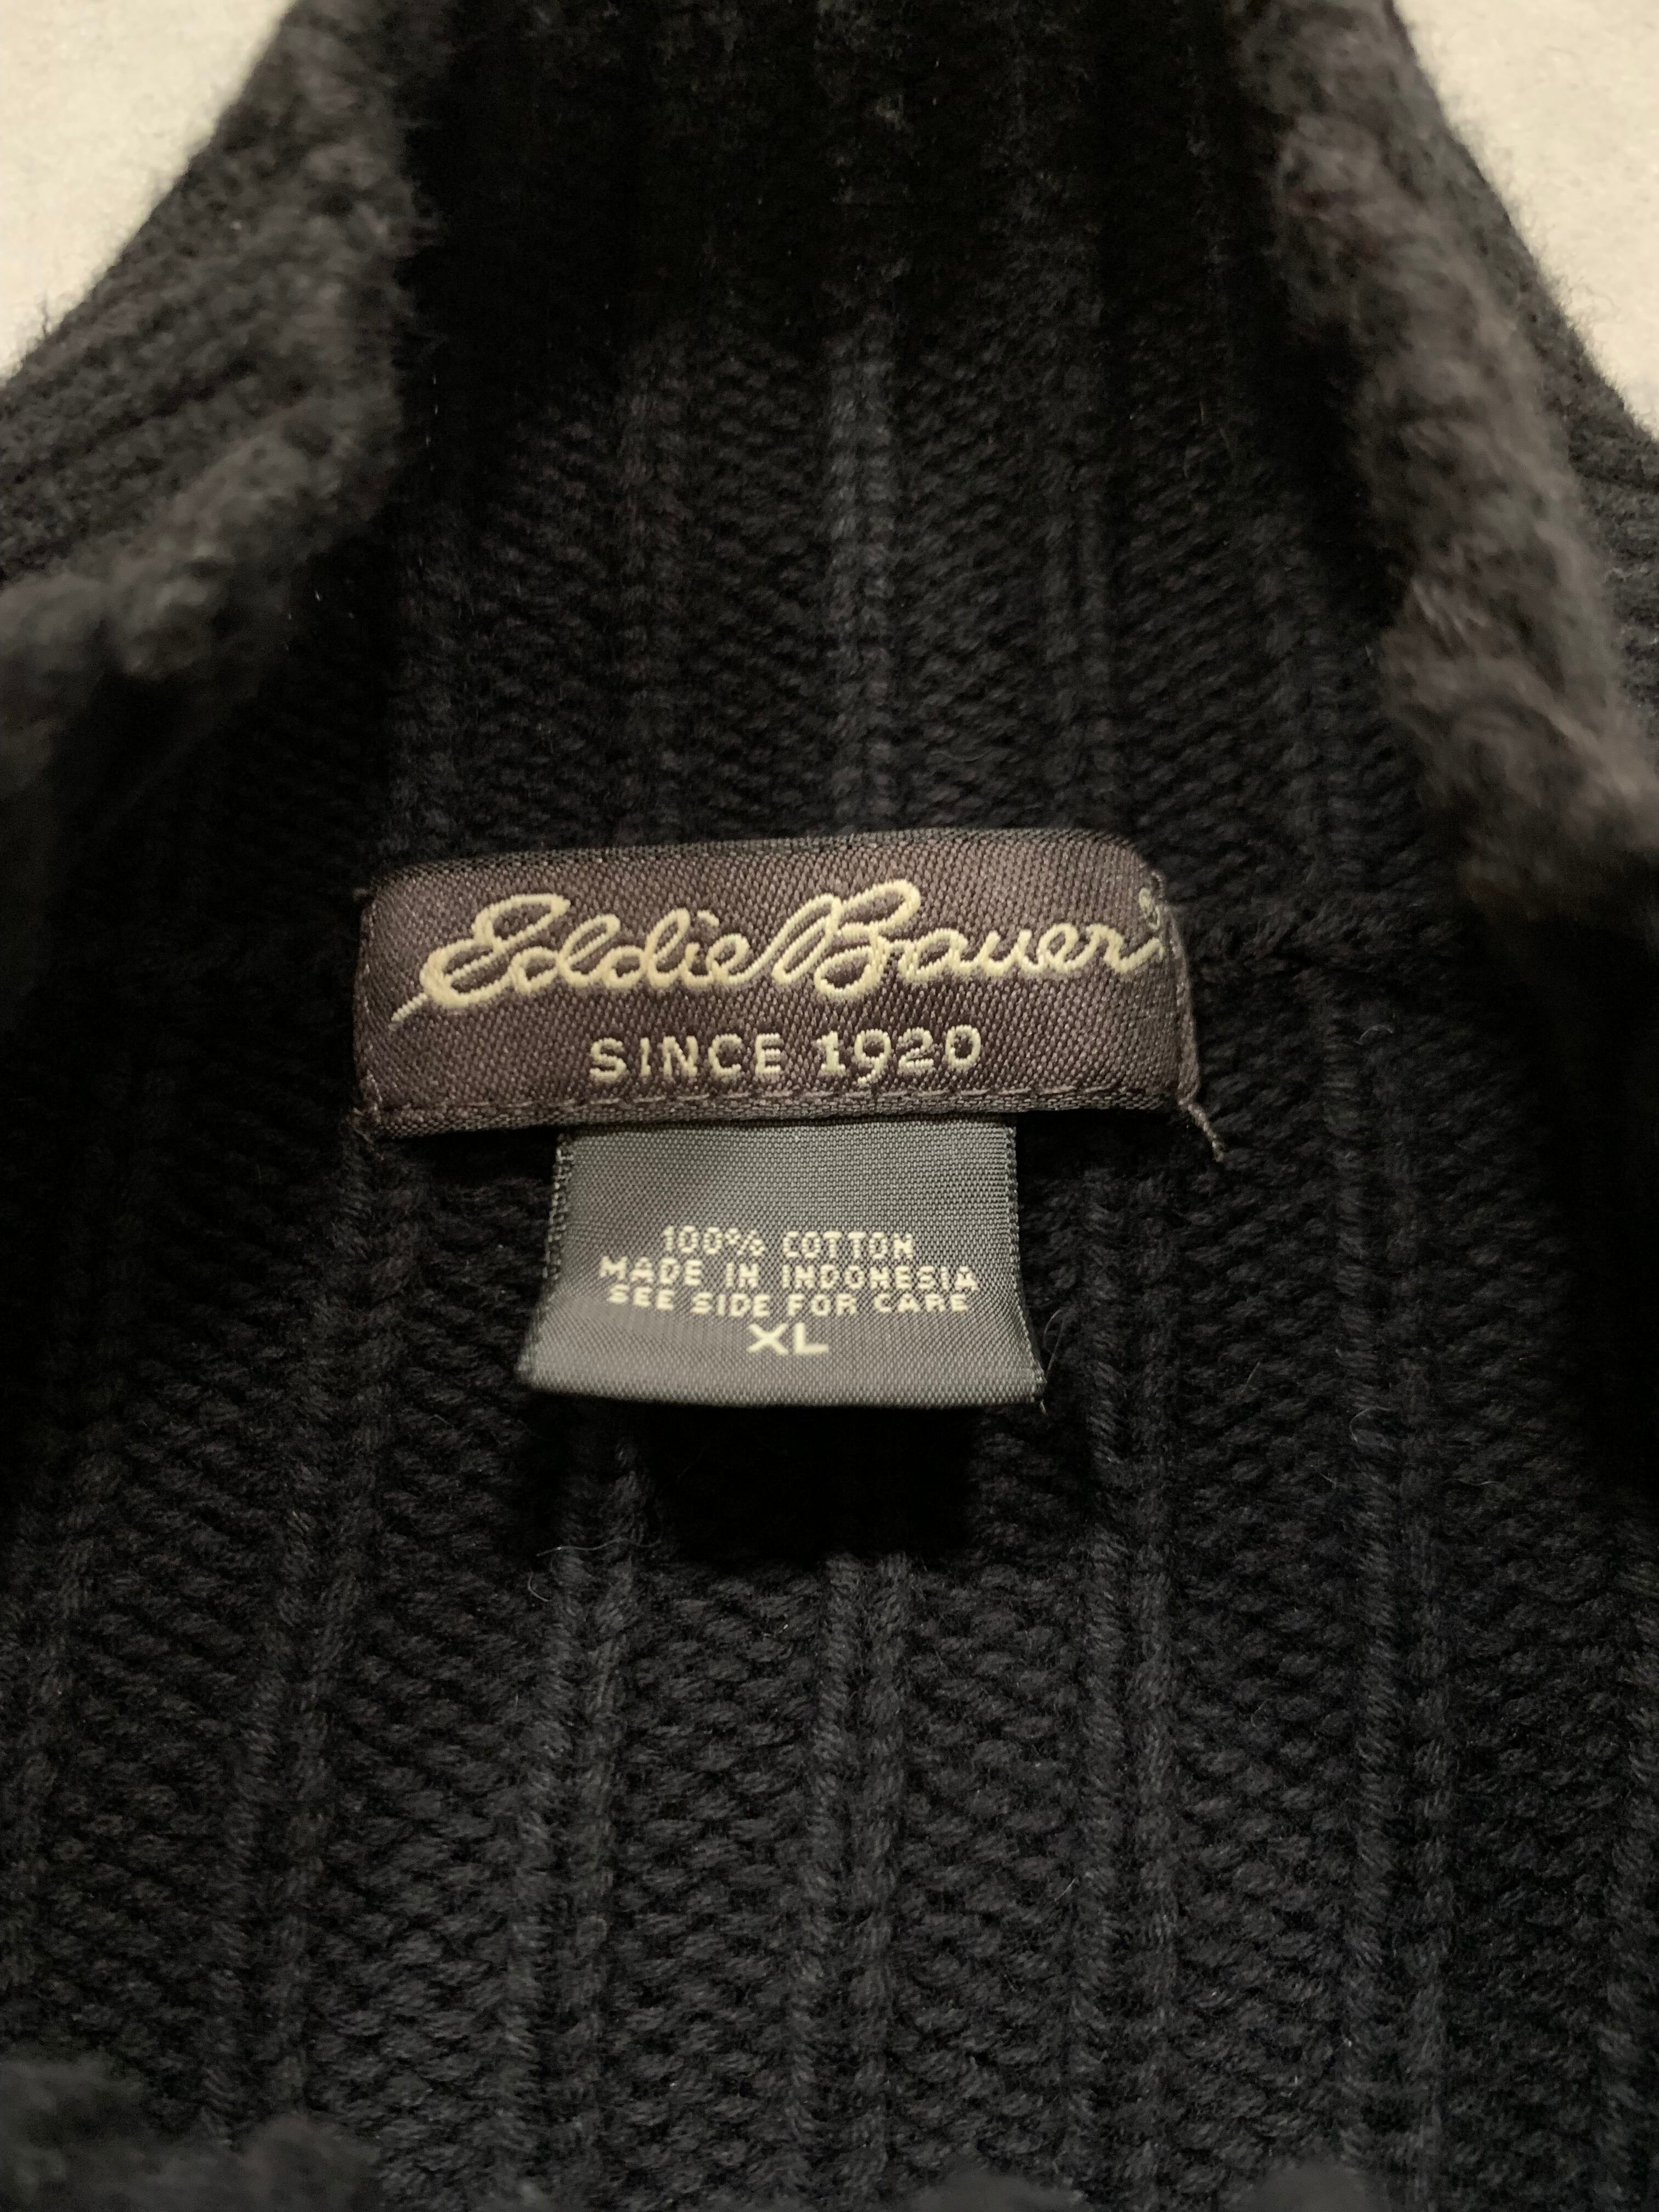 Eddie Bauer®
SINCE 1920
100% COTTON
MADE IN INDONESIA
SEE SIDE FOR CARE
XL